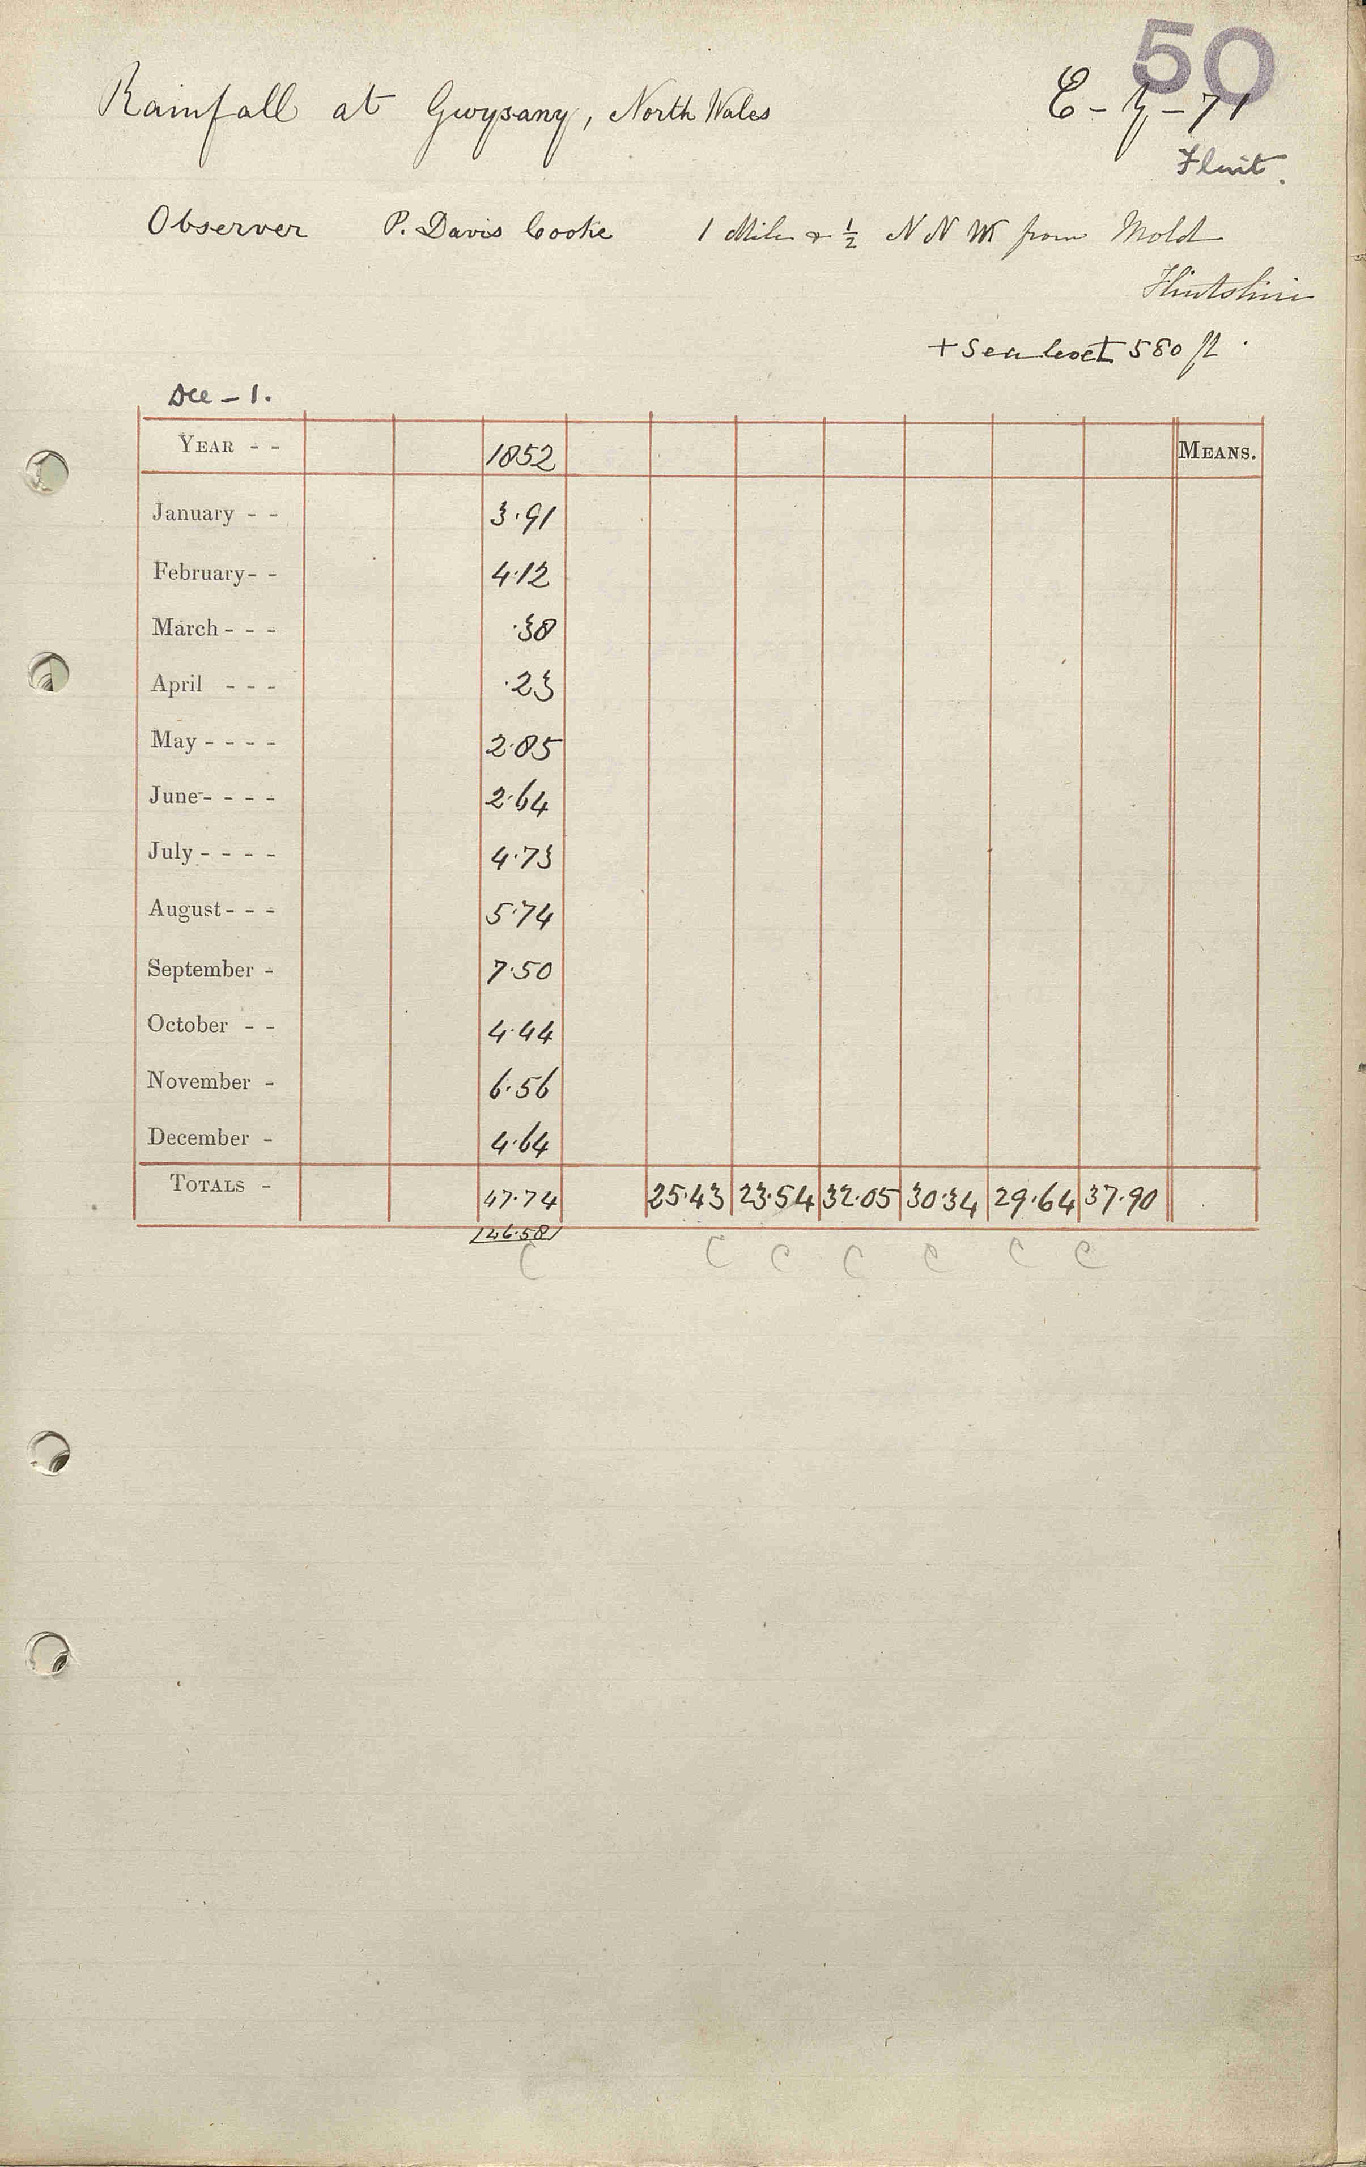 50
Rainfall at Gwysany, North Wales
E - y - 71
Flint.
Observer P. Davis Cooke 1 Mile & ½ N N W from Mold
Flintshire
+ Sea level 580 ft.
Dec - 1.
YEAR - - 1852 MEANS.
January - - 3.91
February - - 4.12
March - - - .38
April - - - .23
May - - - - 2.85
June - - - - 2.64
July - - - - 4.73
August - - - 5.74
September - 7.50
October - - 4.44
November - 6.56
December - 4.64
TOTALS - 47.74 25.43 23.54 32.05 30.34 29.64 37.90
/46.58/
C C C C C C C